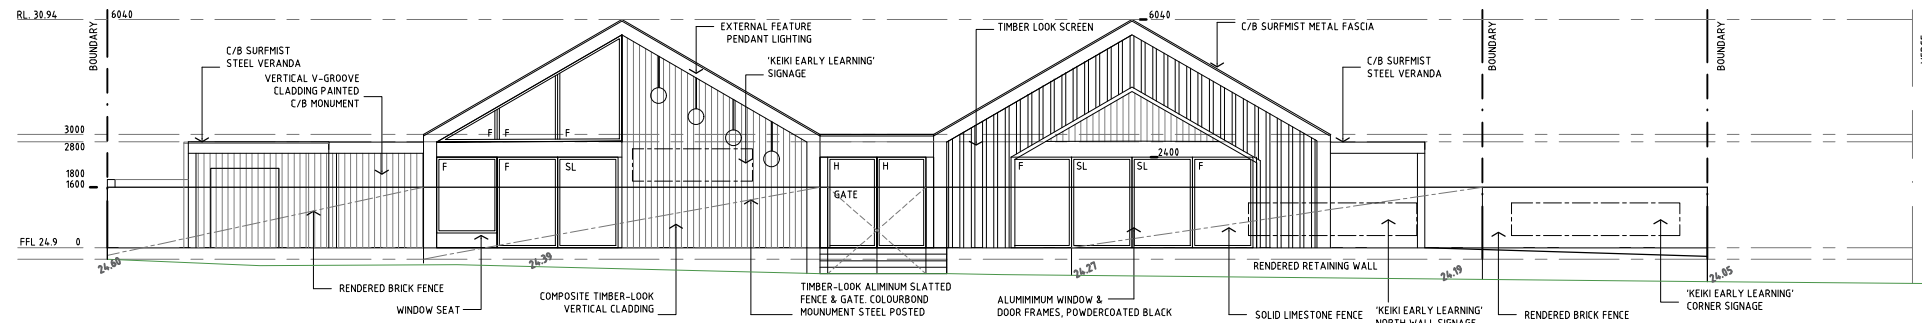 RL. 30.94
6040
BOUNDARY
C/B SURFMIST
STEEL VERANDA
VERTICAL V-GROOVE
CLADDING PAINTED
C/B MONUMENT
EXTERNAL FEATURE
PENDANT LIGHTING
'KEIKI EARLY LEARNING'
SIGNAGE
TIMBER LOOK SCREEN
6040
C/B SURFMIST METAL FASCIA
C/B SURFMIST
STEEL VERANDA
BOUNDARY
BOUNDARY
3000
2800
1800
1600
FFL 24.9 0
F
F
F
F
F
SL
H
H
GATE
2400
F
SL
SL
F
24.60
24.39
24.27
24.19
24.05
RENDERED BRICK FENCE
WINDOW SEAT
COMPOSITE TIMBER-LOOK
VERTICAL CLADDING
TIMBER-LOOK ALIMINUM SLATTED
FENCE & GATE. COLOURBOND
MOUNUMENT STEEL POSTED
ALUMIMIMUM WINDOW &
DOOR FRAMES, POWDERCOATED BLACK
RENDERED RETAINING WALL
SOLID LIMESTONE FENCE
'KEIKI EARLY LEARNING'
NORTH WALL SIGNAGE
RENDERED BRICK FENCE
'KEIKI EARLY LEARNING'
CORNER SIGNAGE